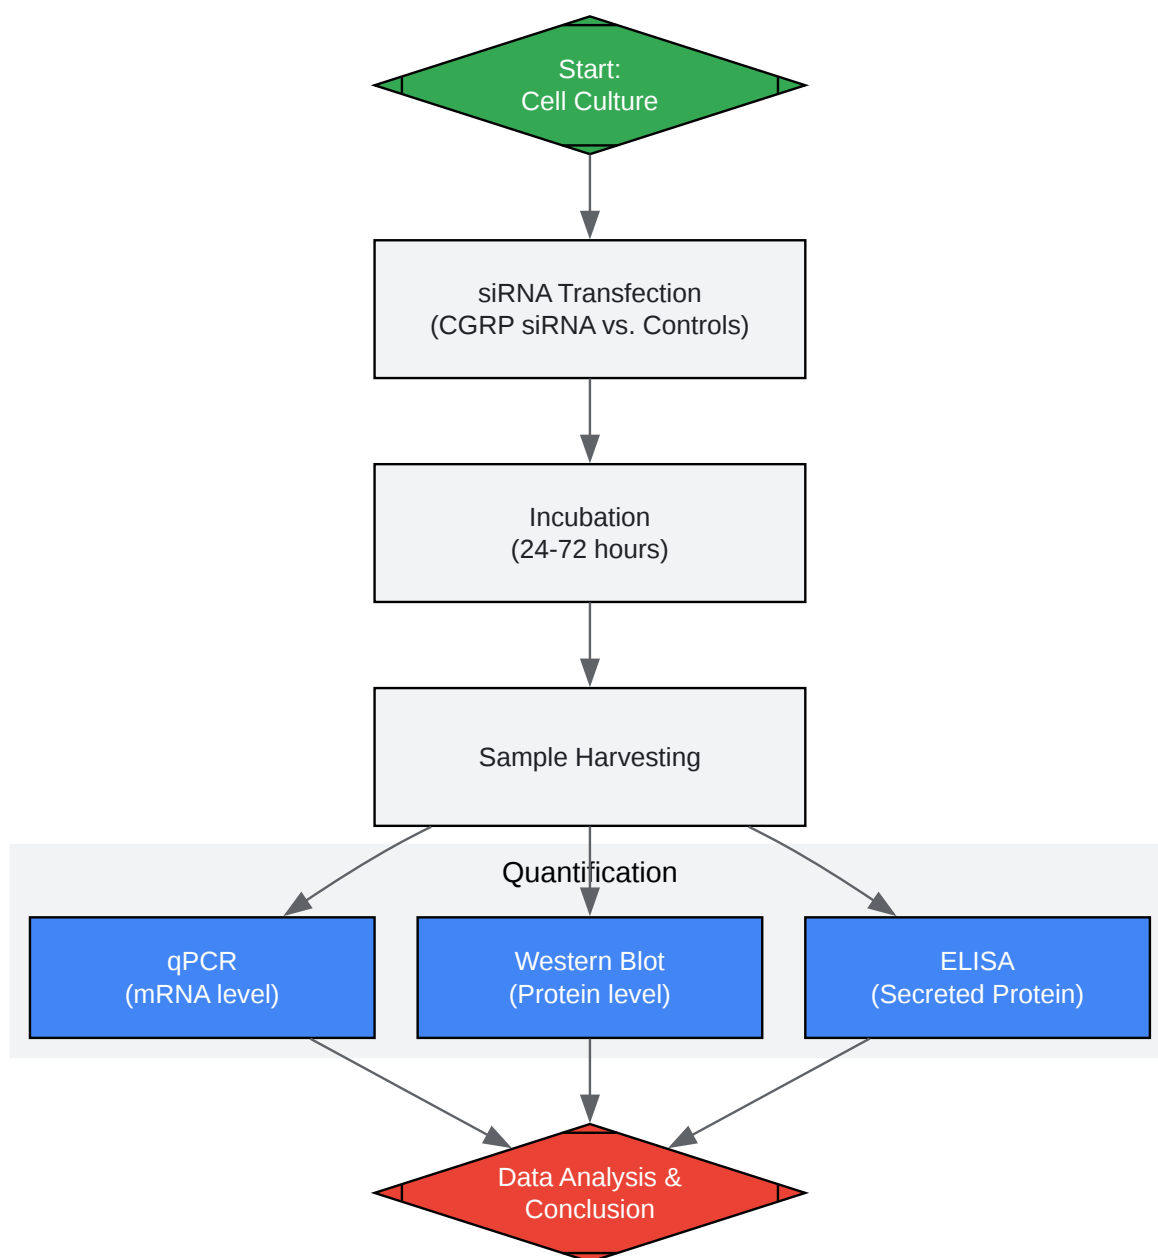 Start:
Cell Culture
siRNA Transfection
(CGRP siRNA vs. Controls)
Incubation
(24-72 hours)
Sample Harvesting
Quantification
qPCR
(mRNA level)
Western Blot
(Protein level)
ELISA
(Secreted Protein)
Data Analysis &
Conclusion